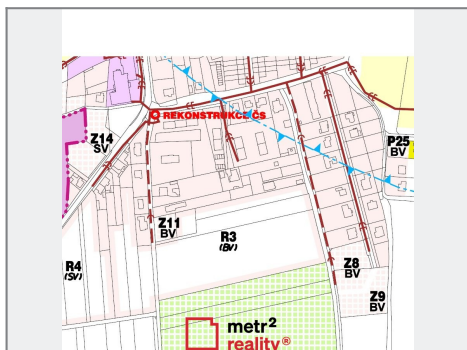 REKONSTRUKCE ČS
Z14
SV
P25
BV
Z11
BV
R3
(BV)
R4
(SV)
Z8
BV
Z9
BV
metr²
reality®